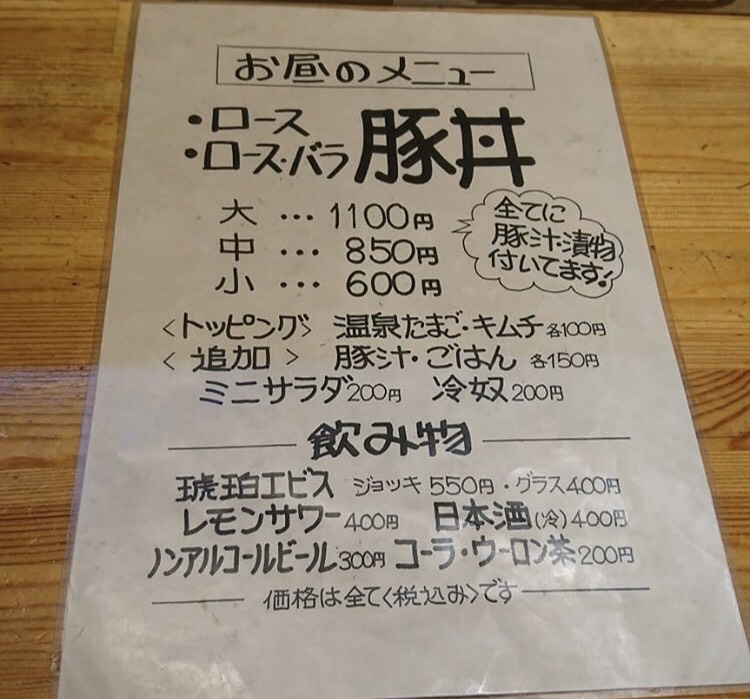 お昼のメニュー
・ロース
・ロース・バラ 豚丼
大 … 1100円
中 … 850円
小 … 600円
全てに
豚汁・漬物
付いてます!
〈トッピング〉 温泉たまご・キムチ 各100円
〈 追加 〉 豚汁・ごはん 各150円
ミニサラダ200円 冷奴200円
飲み物
琥珀エビス ジョッキ 550円・グラス400円
レモンサワー400円 日本酒(冷)400円
ノンアルコールビール300円 コーラ・ウーロン茶200円
価格は全て〈税込み〉です